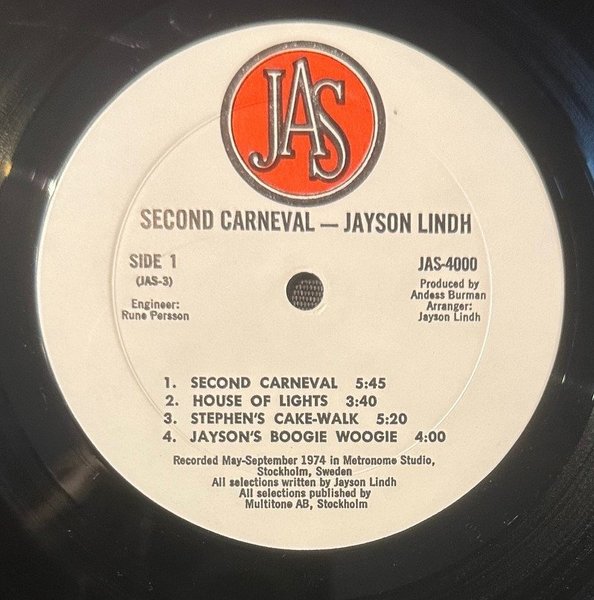 JAS
SECOND CARNEVAL — JAYSON LINDH
SIDE 1
(JAS-3)
Engineer:
Rune Persson
JAS-4000
Produced by
Andess Burman
Arranger:
Jayson Lindh
1. SECOND CARNEVAL 5:45
2. HOUSE OF LIGHTS 3:40
3. STEPHEN'S CAKE-WALK 5:20
4. JAYSON'S BOOGIE WOOGIE 4:00
Recorded May-September 1974 in Metronome Studio,
Stockholm, Sweden
All selections written by Jayson Lindh
All selections published by
Multitone AB, Stockholm